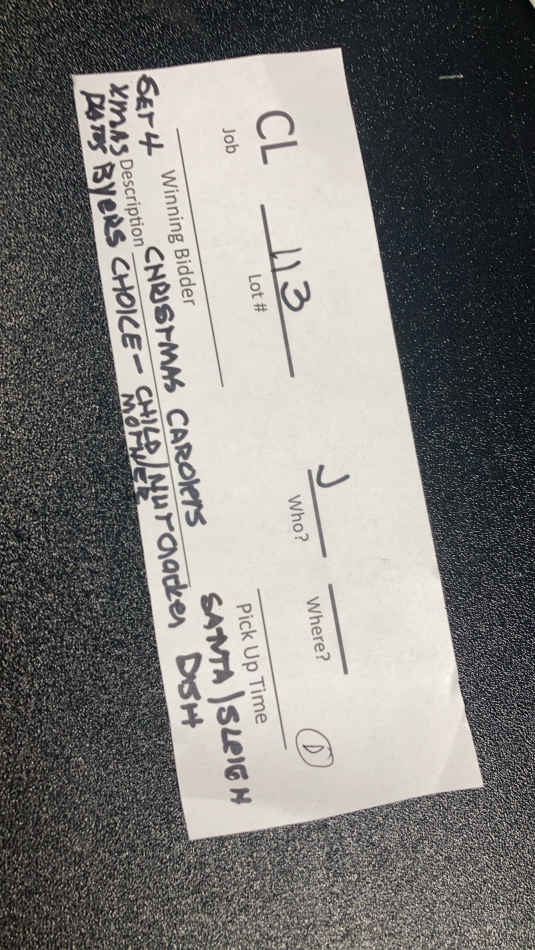 CL 113 J D
Job Lot # Who? Where?
Winning Bidder Pick Up Time
CHRISTMAS CAROLERS SANTA/SLEIGH
SET 4 Description
XMAS BYERS CHOICE - CHILD/NUTCRACKER DISH
MOTHER